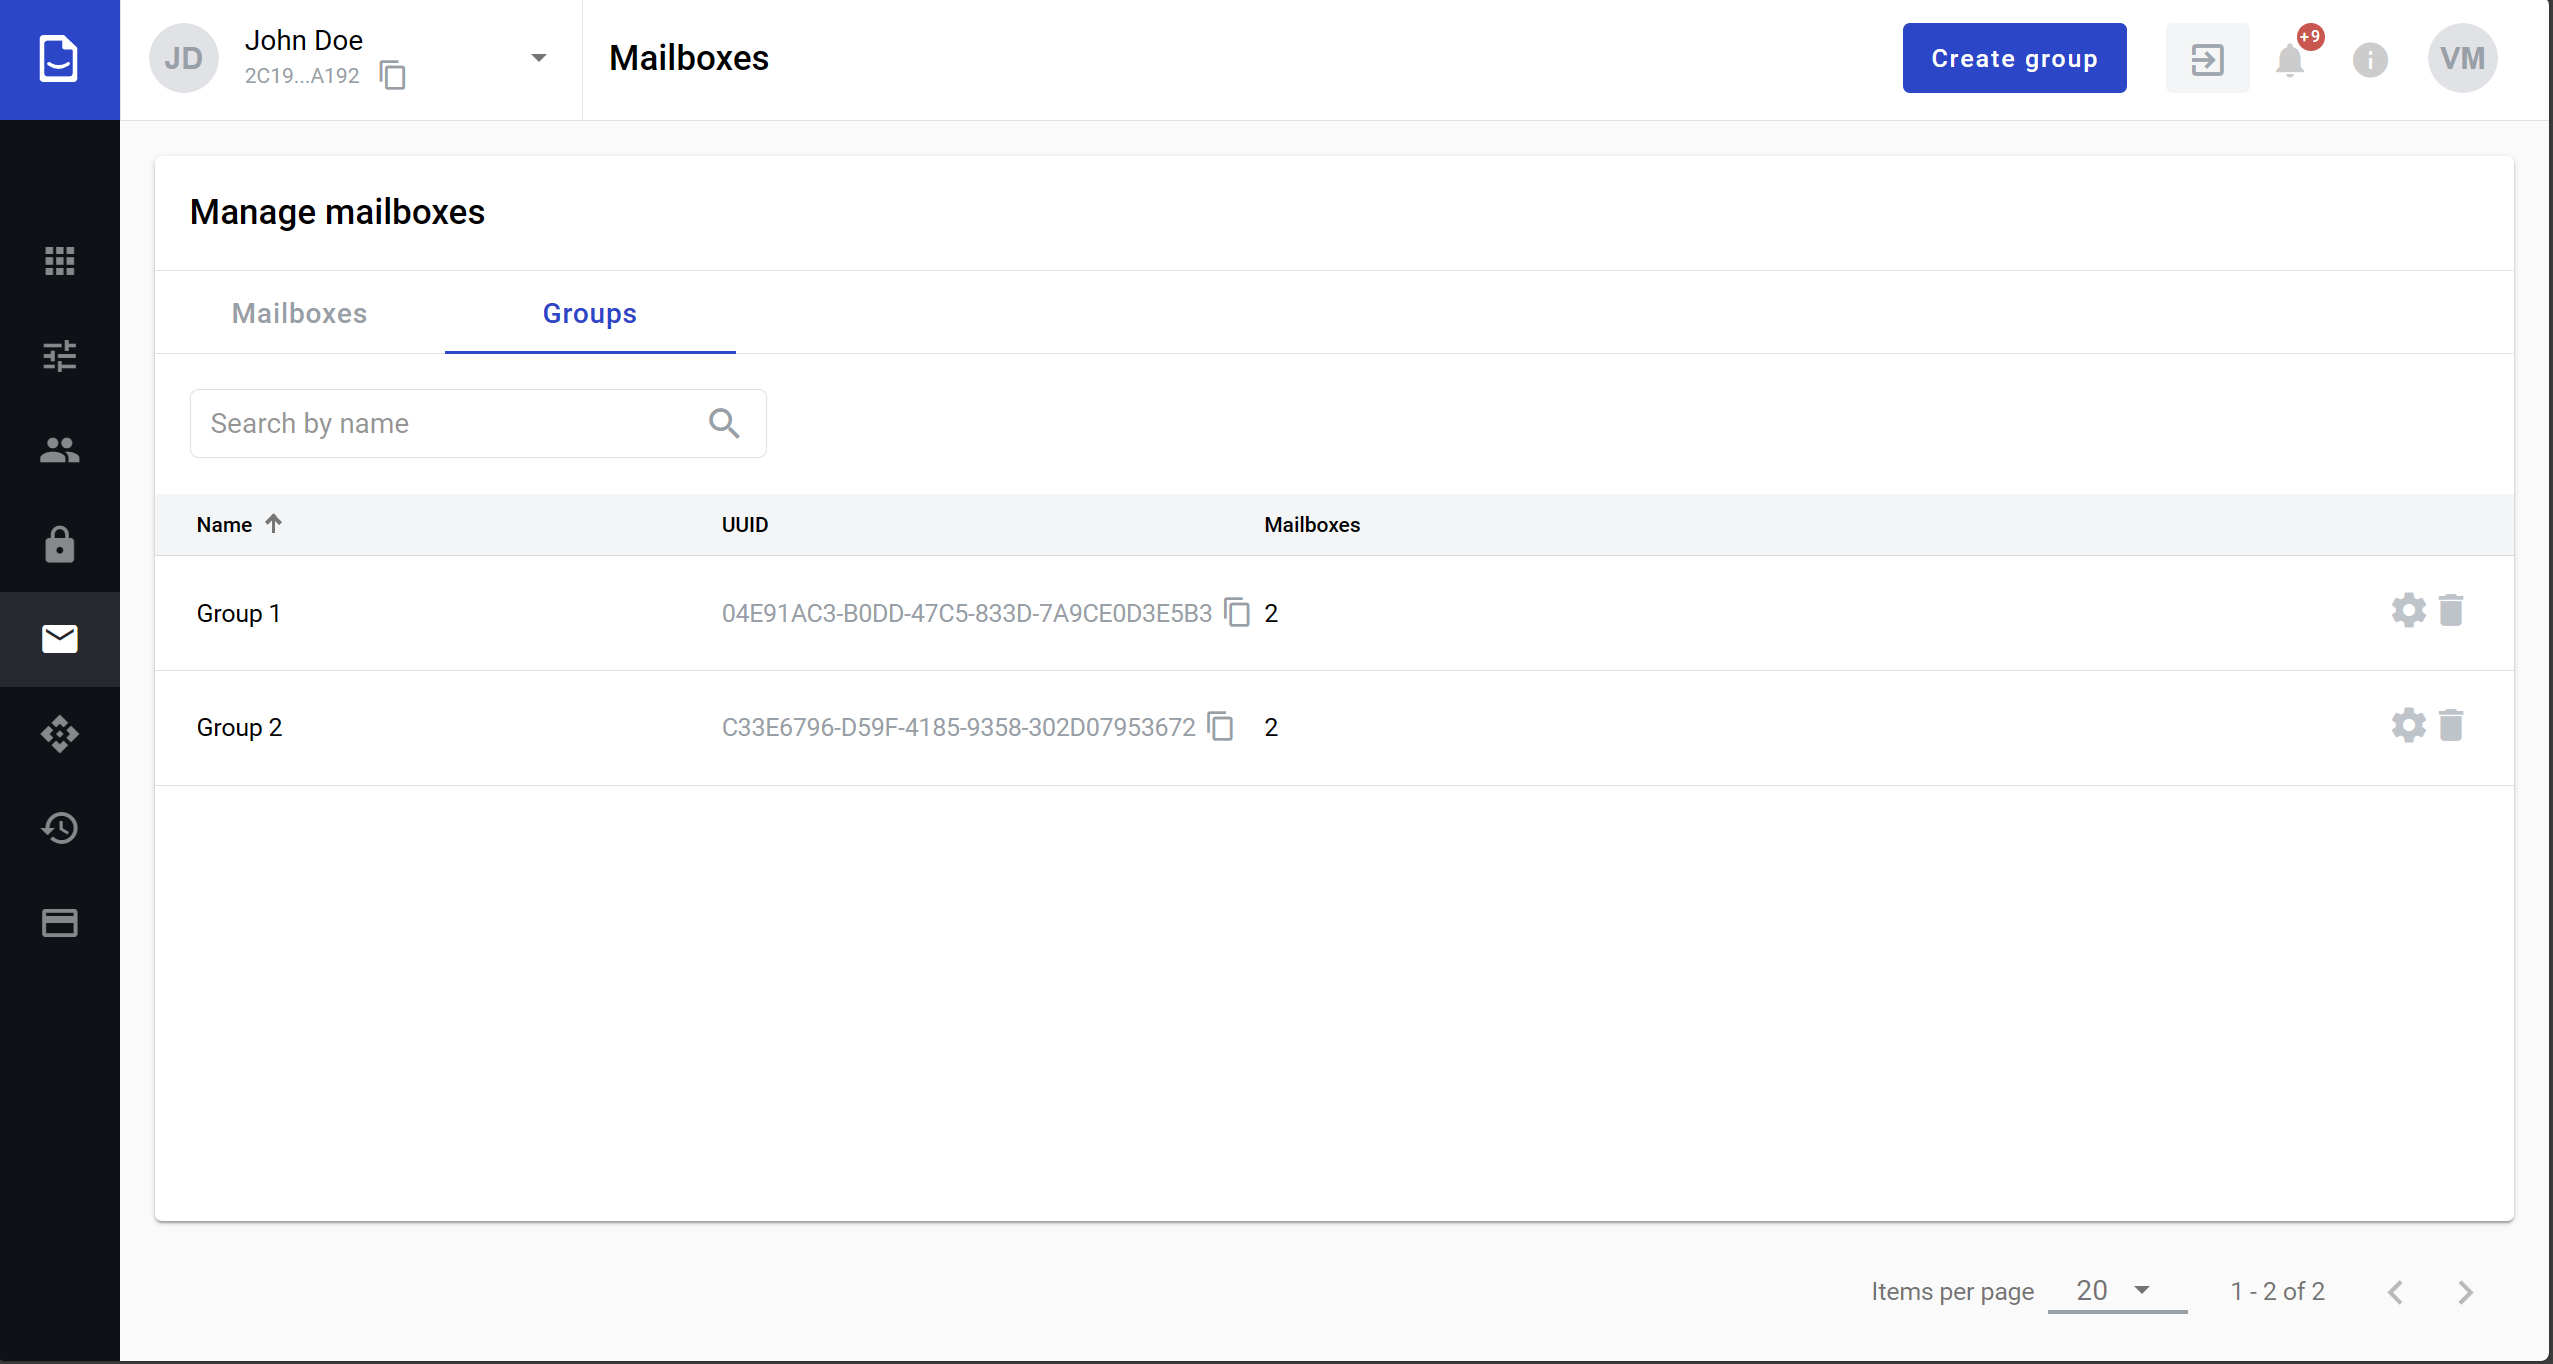 JD
John Doe
2C19...A192
Mailboxes
Create group
+9
VM
Manage mailboxes
Mailboxes
Groups
Search by name
Name
UUID
Mailboxes
Group 1
04E91AC3-B0DD-47C5-833D-7A9CE0D3E5B3
2
Group 2
C33E6796-D59F-4185-9358-302D07953672
2
Items per page
20
1 - 2 of 2